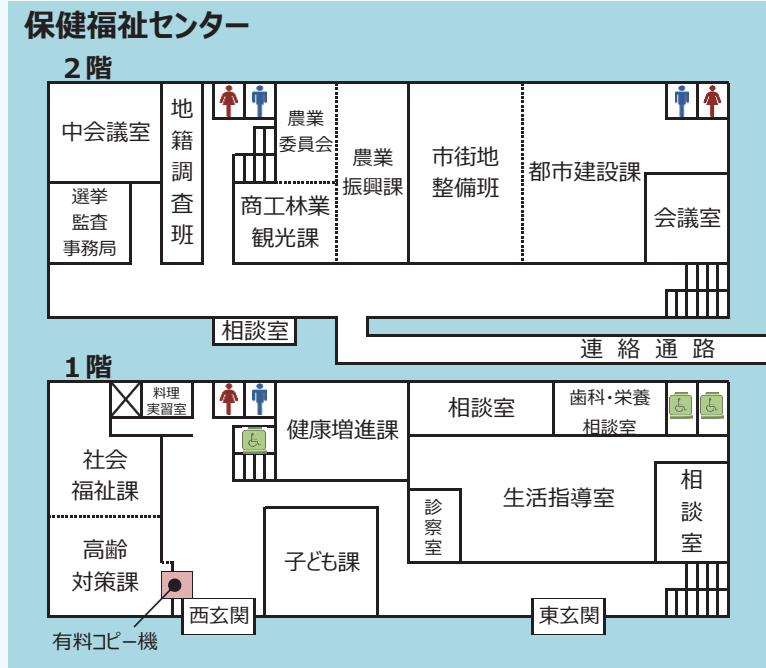 保健福祉センター
2階
中会議室
地
籍
調
査
班
農業
委員会
農業
振興課
市街地
整備班
都市建設課
選挙
監査
事務局
商工林業
観光課
会議室
相談室
連絡通路
1階
料理
実習室
健康増進課
相談室
歯科・栄養
相談室
社会
福祉課
生活指導室
相
談
室
診
察
室
高齢
対策課
子ども課
西玄関
東玄関
有料コピー機